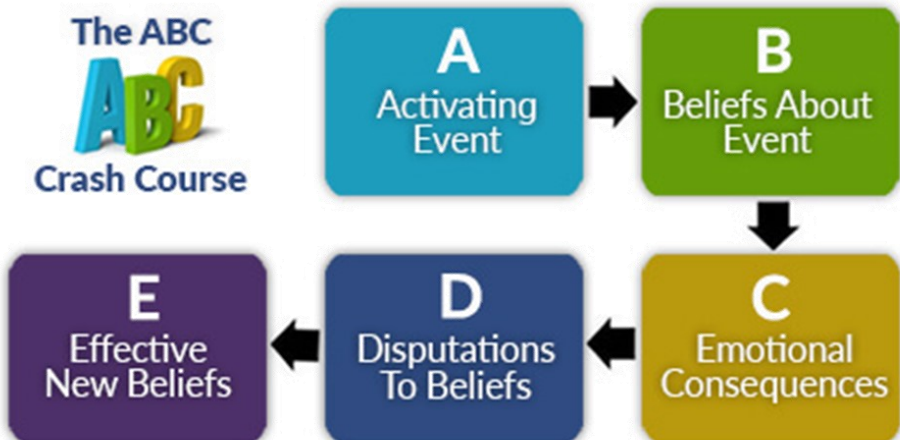 The ABC
ABC
Crash Course
A
Activating
Event
B
Beliefs About
Event
C
Emotional
Consequences
D
Disputations
To Beliefs
E
Effective
New Beliefs